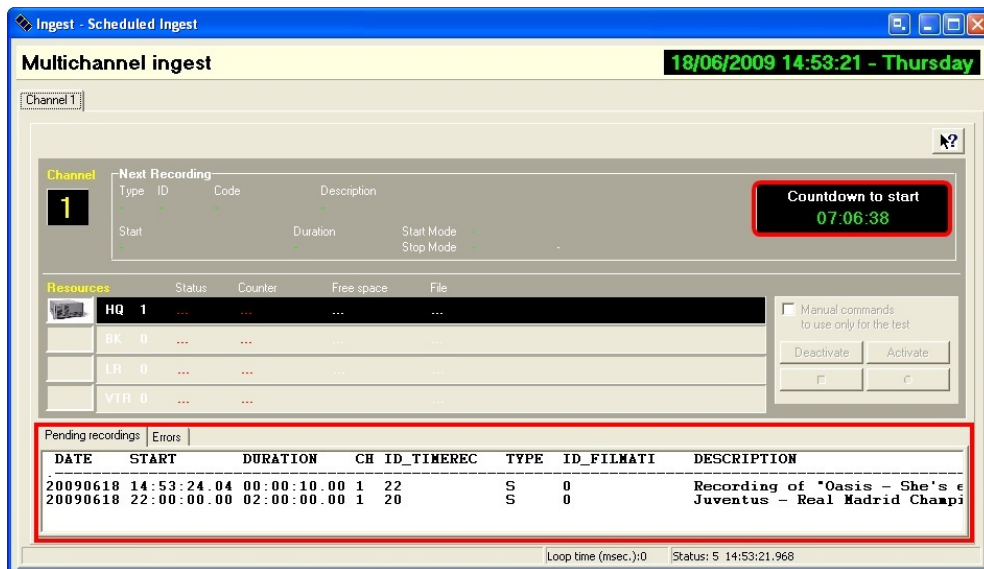 Ingest - Scheduled Ingest
Multichannel ingest
18/06/2009 14:53:21 - Thursday
Channel 1
Channel
1
Next Recording
Type ID Code Description
- - - -
Start Duration Start Mode -
- - Stop Mode - -
Countdown to start
07:06:38
Resources Status Counter Free space File
HQ 1 ... ... ... ...
BK 0 ... ... ... ...
LR 0 ... ... ... ...
VTR 0 ... ... ...
Manual commands
to use only for the test
Deactivate Activate
Pending recordings Errors
DATE START DURATION CH ID_TIMEREC TYPE ID_FILMATI DESCRIPTION
20090618 14:53:24.04 00:00:10.00 1 22 S 0 Recording of "Oasis - She's e
20090618 22:00:00.00 02:00:00.00 1 20 S 0 Juventus - Real Madrid Champi
Loop time (msec.):0 Status: 5 14:53:21.968